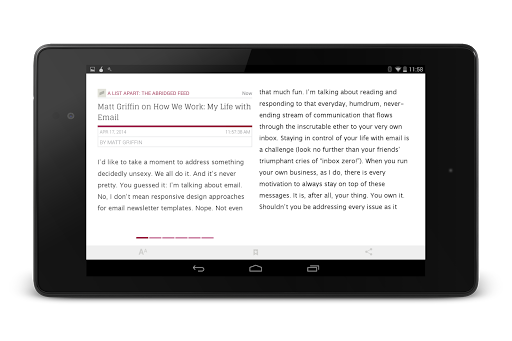 11:58
A LIST APART: THE ABRIDGED FEED
Now
Matt Griffin on How We Work: My Life with
Email
APR 17, 2014
11:57:38 AM
BY MATT GRIFFIN
I'd like to take a moment to address something
decidedly unsexy. We all do it. And it's never
pretty. You guessed it: I'm talking about email.
No, I don't mean responsive design approaches
for email newsletter templates. Nope. Not even
that much fun. I'm talking about reading and
responding to that everyday, humdrum, never-
ending stream of communication that flows
through the inscrutable ether to your very own
inbox. Staying in control of your life with email is
a challenge (look no further than your friends'
triumphant cries of "inbox zero!"). When you run
your own business, as I do, there is every
motivation to always stay on top of these
messages. It is, after all, your thing. You own it.
Shouldn't you be addressing every issue as it
A